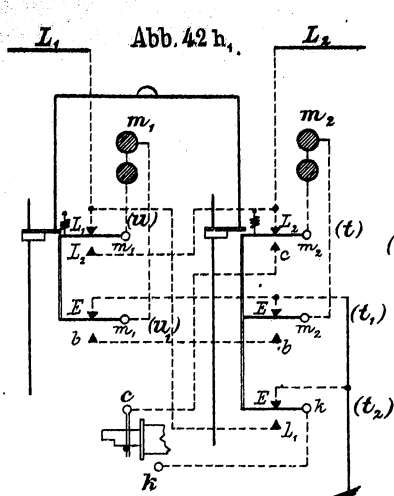 L₁ Abb. 42 h₁. L₂
m₁ m₂
L₁ (u) L₂ (t)
L₂ m₁ c m₂
E E (t₁)
b m₁ (u₁) b m₂
c E k (t₂)
L₁
k
(